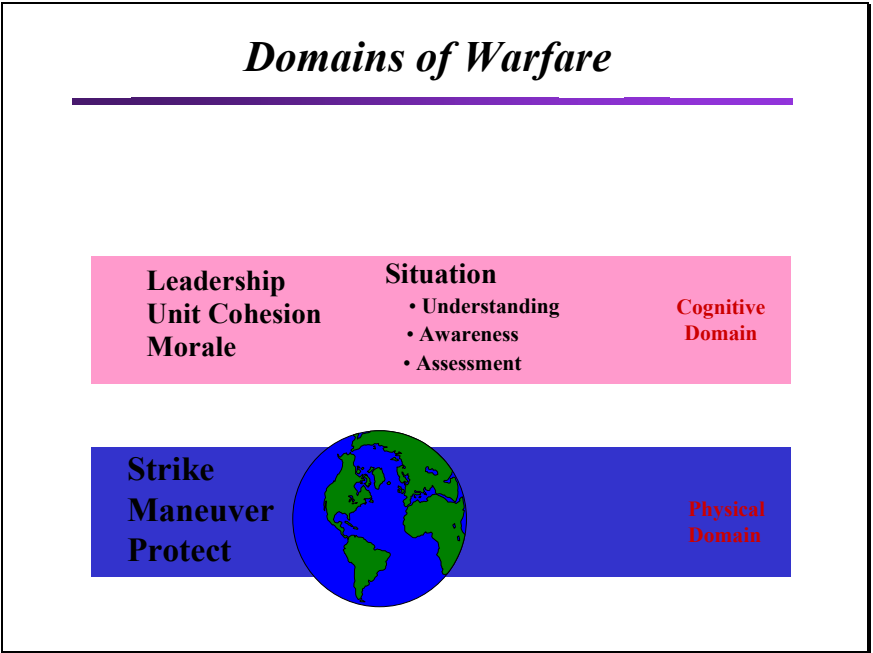 Domains of Warfare
Leadership
Unit Cohesion
Morale
Situation
• Understanding
• Awareness
• Assessment
Cognitive
Domain
Strike
Maneuver
Protect
Physical
Domain